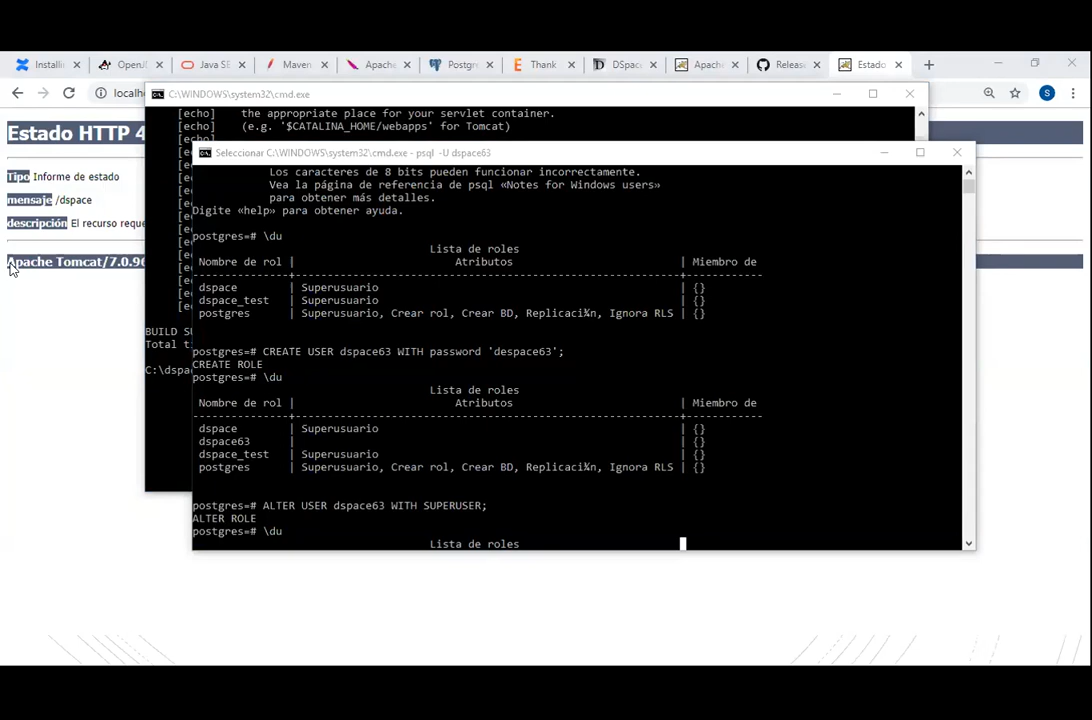 Installin
OpenJD
Java SE
Maven
Apache
Postgre
Thank
DSpace
Apache
Release
Estado
localh
S
Estado HTTP 4
Tipo Informe de estado
mensaje /dspace
descripción El recurso reque
Apache Tomcat/7.0.96
C:\WINDOWS\system32\cmd.exe
[echo] the appropriate place for your servlet container.
[echo] (e.g. '$CATALINA_HOME/webapps' for Tomcat)
[echo]
BUILD SU
Total ti
C:\dspa
Seleccionar C:\WINDOWS\system32\cmd.exe - psql -U dspace63
Los caracteres de 8 bits pueden funcionar incorrectamente.
Vea la página de referencia de psql «Notes for Windows users»
para obtener más detalles.
Digite «help» para obtener ayuda.
postgres=# \du
Lista de roles
Nombre de rol | Atributos | Miembro de
dspace | Superusuario | {}
dspace_test | Superusuario | {}
postgres | Superusuario, Crear rol, Crear BD, Replicaci¾n, Ignora RLS | {}
postgres=# CREATE USER dspace63 WITH password 'despace63';
CREATE ROLE
postgres=# \du
Lista de roles
Nombre de rol | Atributos | Miembro de
dspace | Superusuario | {}
dspace63 | | {}
dspace_test | Superusuario | {}
postgres | Superusuario, Crear rol, Crear BD, Replicaci¾n, Ignora RLS | {}
postgres=# ALTER USER dspace63 WITH SUPERUSER;
ALTER ROLE
postgres=# \du
Lista de roles